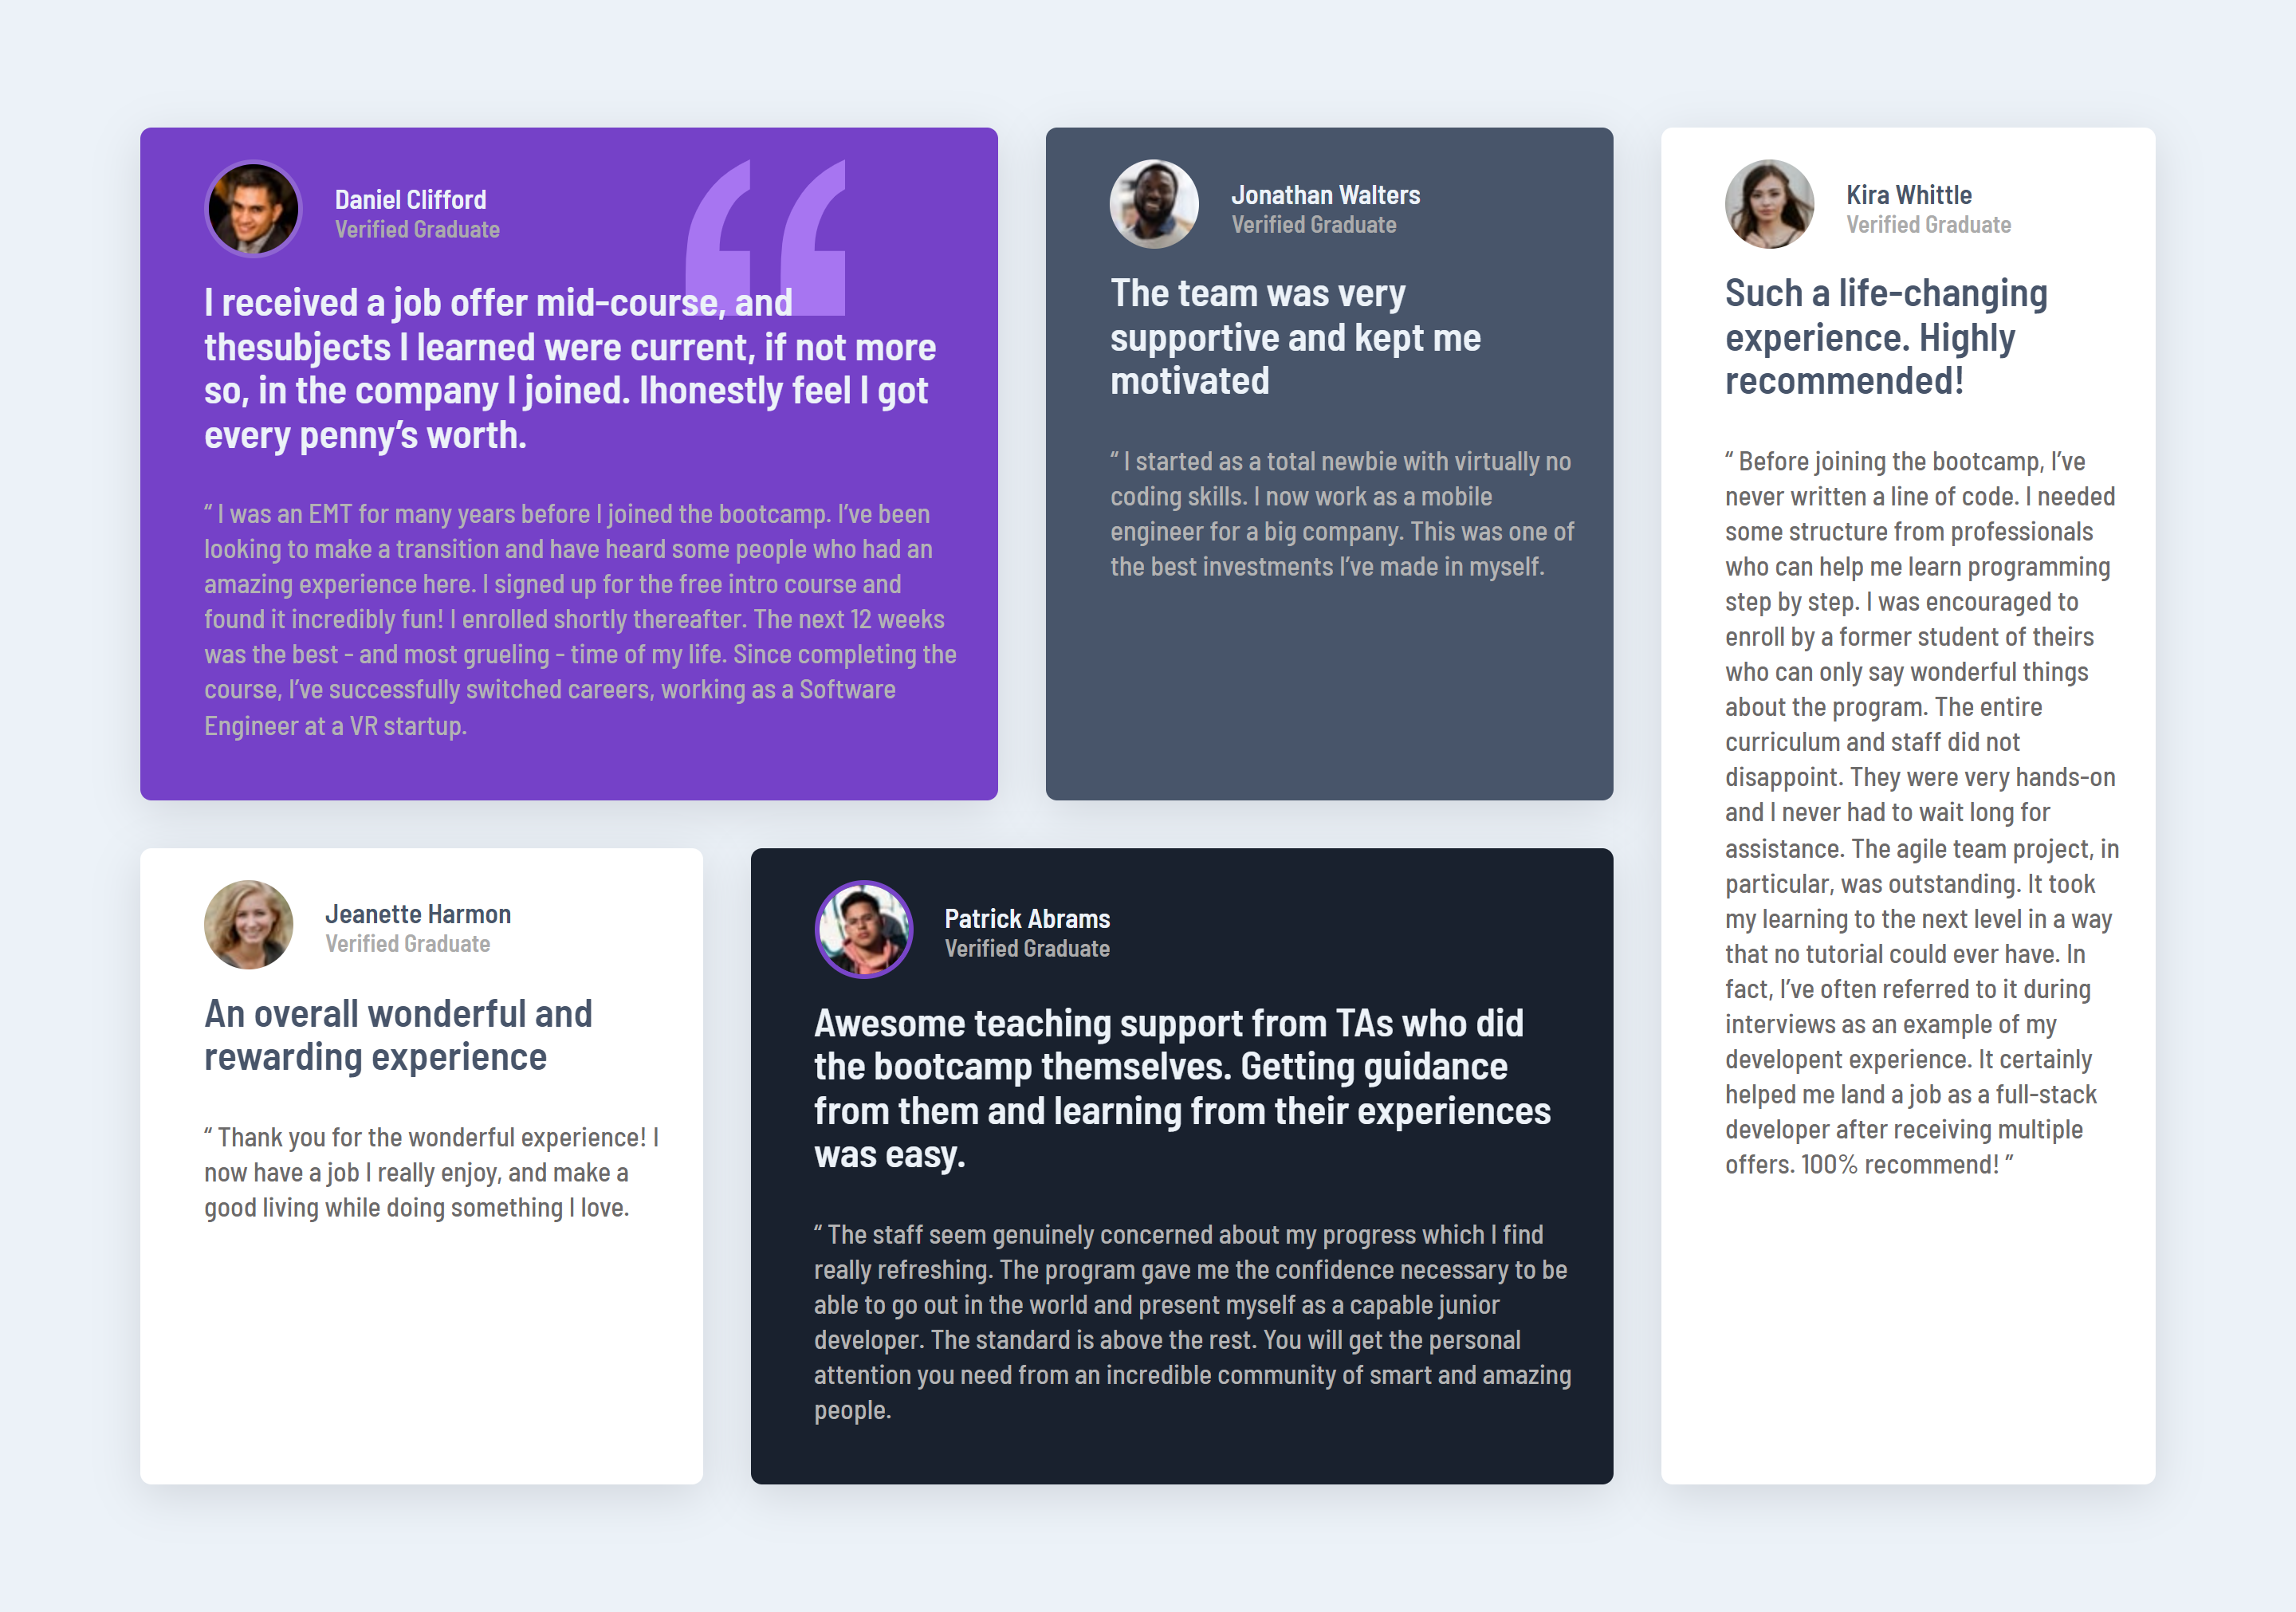 Daniel Clifford
Verified Graduate
I received a job offer mid-course, and
thesubjects I learned were current, if not more
so, in the company I joined. Ihonestly feel I got
every penny’s worth.
“ I was an EMT for many years before I joined the bootcamp. I’ve been
looking to make a transition and have heard some people who had an
amazing experience here. I signed up for the free intro course and
found it incredibly fun! I enrolled shortly thereafter. The next 12 weeks
was the best - and most grueling - time of my life. Since completing the
course, I’ve successfully switched careers, working as a Software
Engineer at a VR startup.
Jonathan Walters
Verified Graduate
The team was very
supportive and kept me
motivated
“ I started as a total newbie with virtually no
coding skills. I now work as a mobile
engineer for a big company. This was one of
the best investments I’ve made in myself.
Kira Whittle
Verified Graduate
Such a life-changing
experience. Highly
recommended!
“ Before joining the bootcamp, I’ve
never written a line of code. I needed
some structure from professionals
who can help me learn programming
step by step. I was encouraged to
enroll by a former student of theirs
who can only say wonderful things
about the program. The entire
curriculum and staff did not
disappoint. They were very hands-on
and I never had to wait long for
assistance. The agile team project, in
particular, was outstanding. It took
my learning to the next level in a way
that no tutorial could ever have. In
fact, I’ve often referred to it during
interviews as an example of my
developent experience. It certainly
helped me land a job as a full-stack
developer after receiving multiple
offers. 100% recommend! ”
Jeanette Harmon
Verified Graduate
An overall wonderful and
rewarding experience
“ Thank you for the wonderful experience! I
now have a job I really enjoy, and make a
good living while doing something I love.
Patrick Abrams
Verified Graduate
Awesome teaching support from TAs who did
the bootcamp themselves. Getting guidance
from them and learning from their experiences
was easy.
“ The staff seem genuinely concerned about my progress which I find
really refreshing. The program gave me the confidence necessary to be
able to go out in the world and present myself as a capable junior
developer. The standard is above the rest. You will get the personal
attention you need from an incredible community of smart and amazing
people.